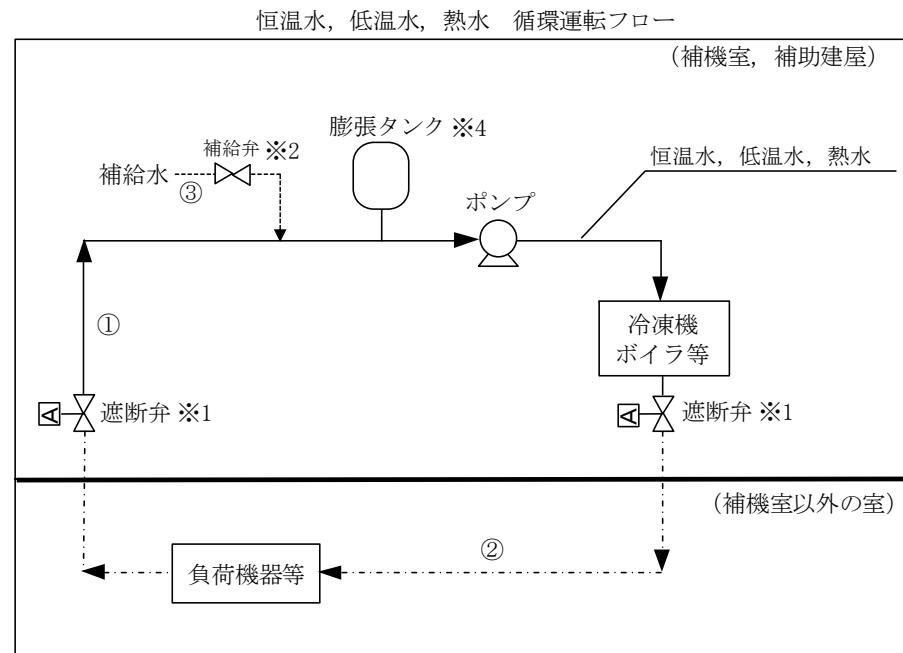 恒温水，低温水，熱水　循環運転フロー
（補機室，補助建屋）
膨張タンク ※4
補給弁 ※2
恒温水，低温水，熱水
補給水
③
ポンプ
①
冷凍機
ボイラ等
A
遮断弁 ※1
A
遮断弁 ※1
（補機室以外の室）
②
負荷機器等